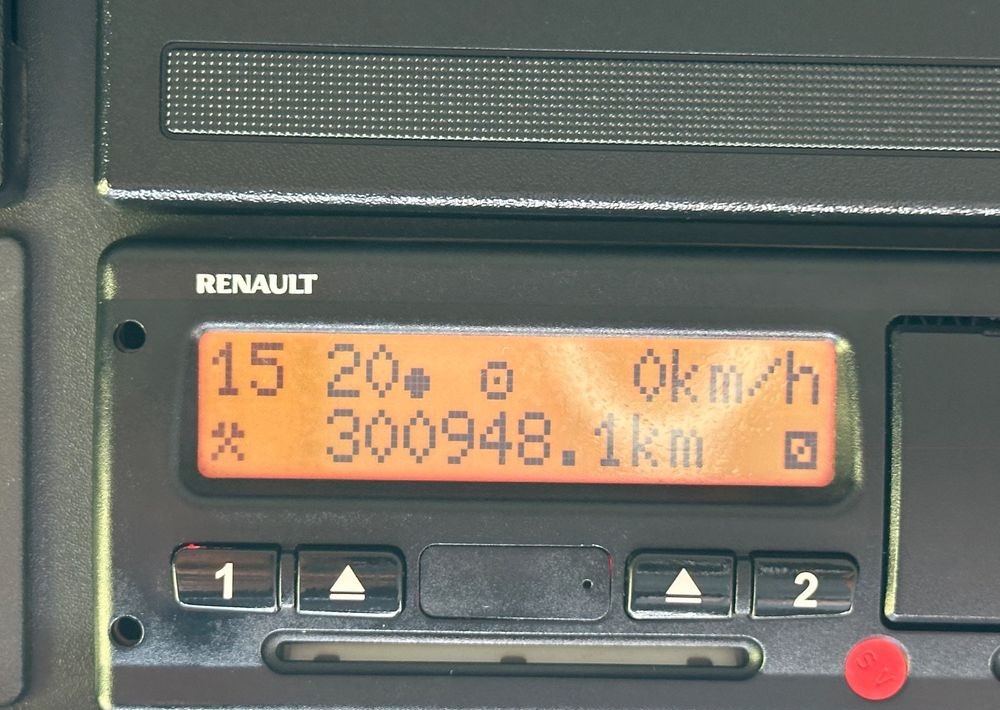 RENAULT
15 20 0km/h
300948.1km
1 2
SV